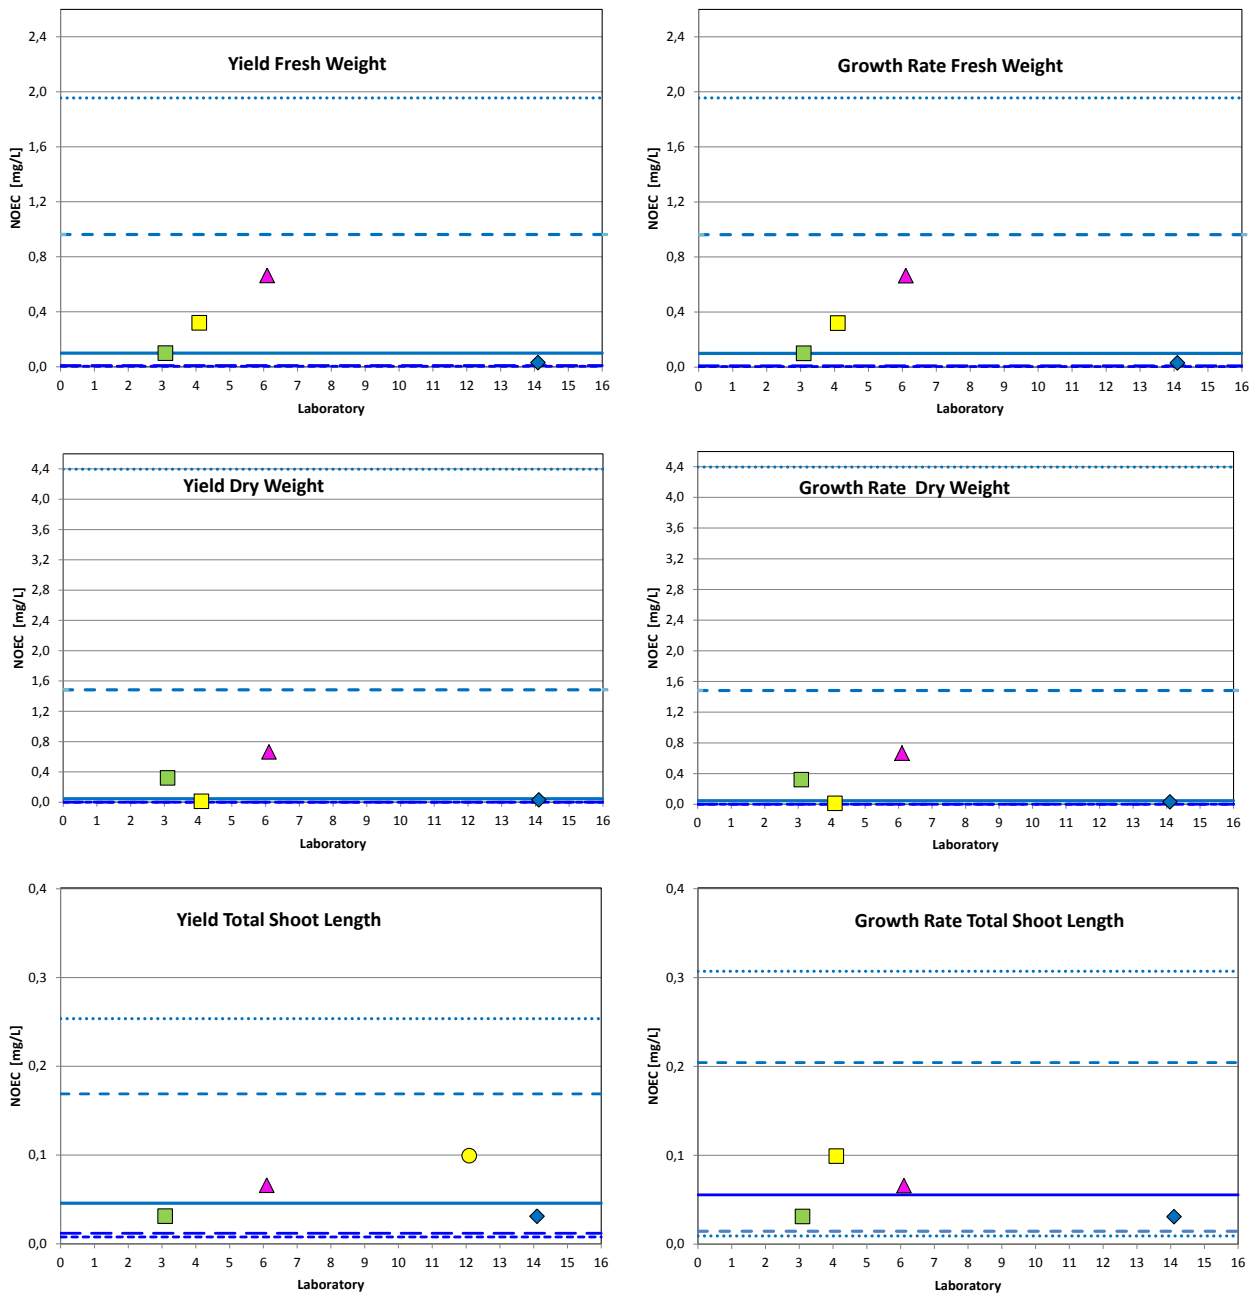 Yield Fresh Weight
NOEC [mg/L]
2,4
2,0
1,6
1,2
0,8
0,4
0,0
0 1 2 3 4 5 6 7 8 9 10 11 12 13 14 15 16
Laboratory
Growth Rate Fresh Weight
NOEC [mg/L]
2,4
2,0
1,6
1,2
0,8
0,4
0,0
0 1 2 3 4 5 6 7 8 9 10 11 12 13 14 15 16
Laboratory
Yield Dry Weight
NOEC [mg/L]
4,4
4,0
3,6
3,2
2,8
2,4
2,0
1,6
1,2
0,8
0,4
0,0
0 1 2 3 4 5 6 7 8 9 10 11 12 13 14 15 16
Laboratory
Growth Rate Dry Weight
NOEC [mg/L]
4,4
4,0
3,6
3,2
2,8
2,4
2,0
1,6
1,2
0,8
0,4
0,0
0 1 2 3 4 5 6 7 8 9 10 11 12 13 14 15 16
Laboratory
Yield Total Shoot Length
NOEC [mg/L]
0,4
0,3
0,2
0,1
0,0
0 1 2 3 4 5 6 7 8 9 10 11 12 13 14 15 16
Laboratory
Growth Rate Total Shoot Length
NOEC [mg/L]
0,4
0,3
0,2
0,1
0,0
0 1 2 3 4 5 6 7 8 9 10 11 12 13 14 15 16
Laboratory